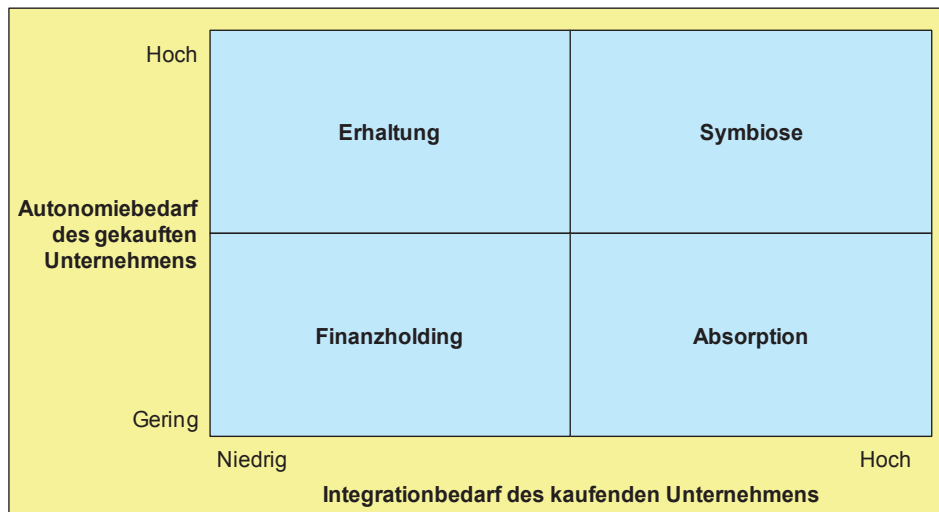 Hoch
Erhaltung
Symbiose
Autonomiebedarf
des gekauften
Unternehmens
Finanzholding
Absorption
Gering
Niedrig
Hoch
Integrationbedarf des kaufenden Unternehmens